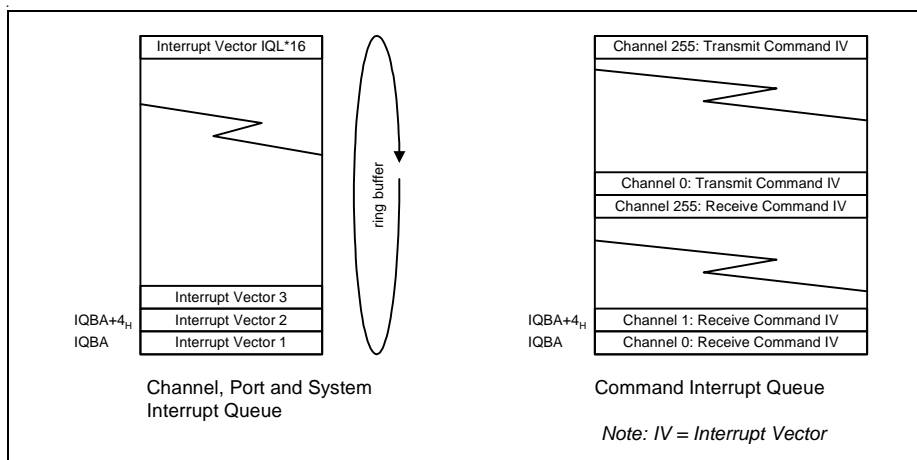 Interrupt Vector IQL*16
ring buffer
Interrupt Vector 3
IQBA+4H Interrupt Vector 2
IQBA Interrupt Vector 1
Channel, Port and System
Interrupt Queue
Channel 255: Transmit Command IV
Channel 0: Transmit Command IV
Channel 255: Receive Command IV
IQBA+4H Channel 1: Receive Command IV
IQBA Channel 0: Receive Command IV
Command Interrupt Queue
Note: IV = Interrupt Vector